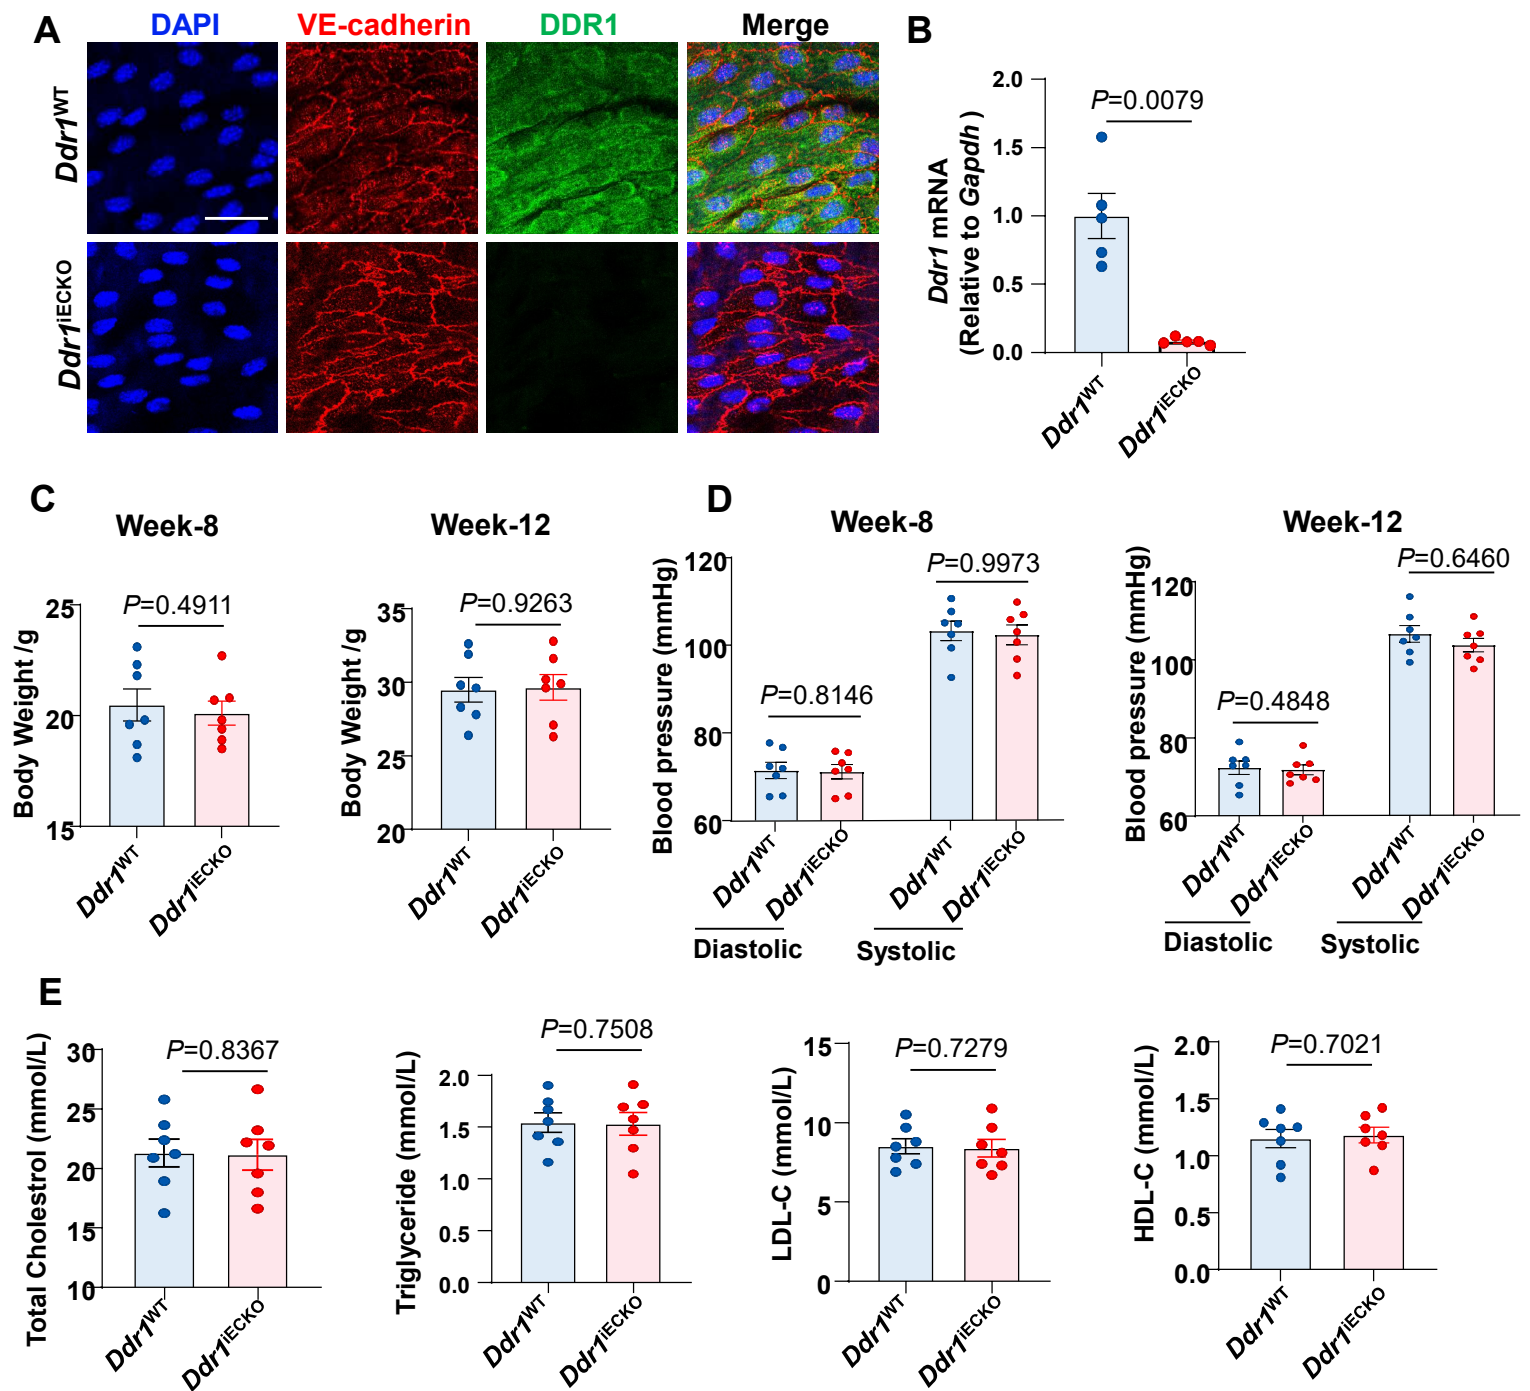 A
DAPI
VE-cadherin
DDR1
Merge
Ddr1WT
Ddr1iECKO
B
P=0.0079
Ddr1 mRNA
(Relative to Gapdh )
2.0
1.5
1.0
0.5
0.0
Ddr1WT
Ddr1iECKO
C
Week-8
P=0.4911
Body Weight /g
25
20
15
Ddr1WT
Ddr1iECKO
Week-12
P=0.9263
Body Weight /g
35
30
25
20
Ddr1WT
Ddr1iECKO
D
Week-8
P=0.9973
P=0.8146
Blood pressure (mmHg)
120
100
80
60
Ddr1WT
Ddr1iECKO
Ddr1WT
Ddr1iECKO
Diastolic
Systolic
Week-12
P=0.6460
P=0.4848
Blood pressure (mmHg)
120
100
80
60
Ddr1WT
Ddr1iECKO
Ddr1WT
Ddr1iECKO
Diastolic
Systolic
E
P=0.8367
Total Cholestrol (mmol/L)
30
25
20
15
10
Ddr1WT
Ddr1iECKO
P=0.7508
Triglyceride (mmol/L)
2.0
1.5
1.0
0.5
0.0
Ddr1WT
Ddr1iECKO
P=0.7279
LDL-C (mmol/L)
15
10
5
0
Ddr1WT
Ddr1iECKO
P=0.7021
HDL-C (mmol/L)
2.0
1.5
1.0
0.5
0.0
Ddr1WT
Ddr1iECKO